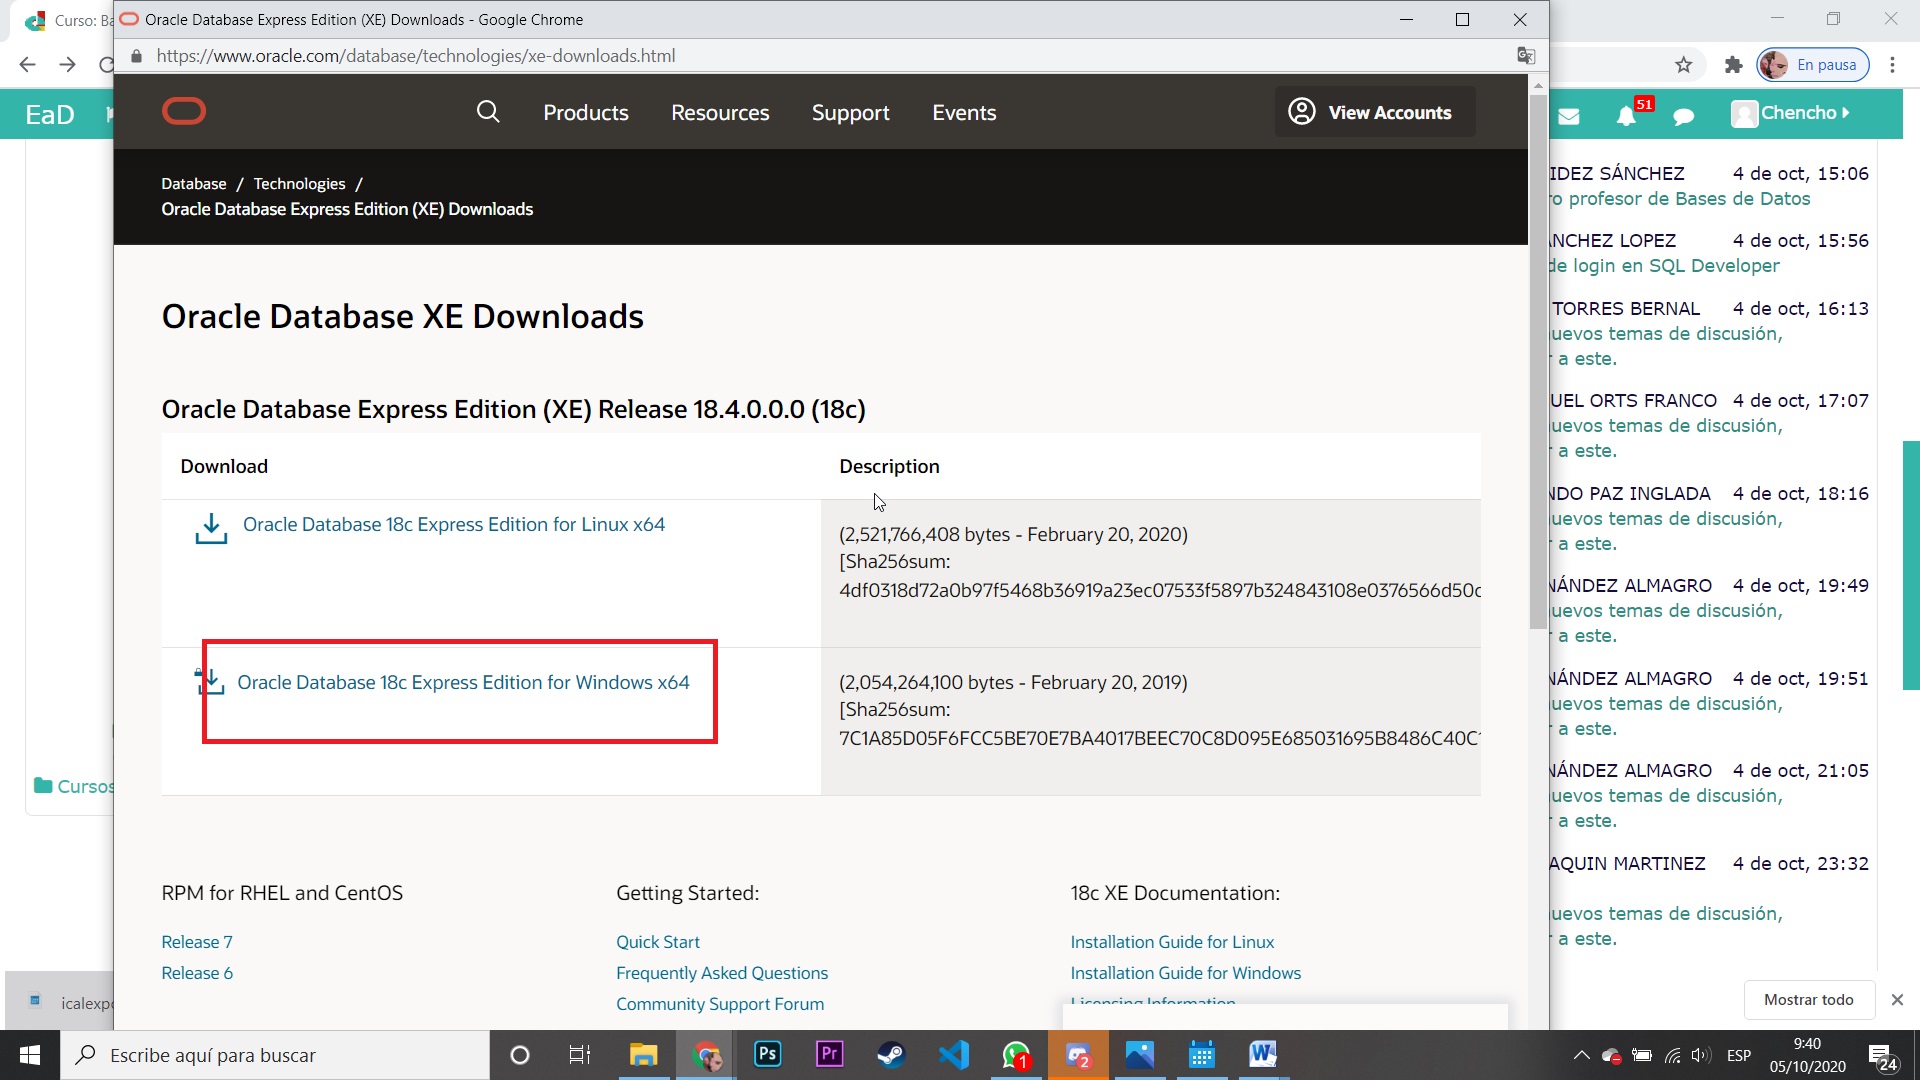 Curso: Ba
Oracle Database Express Edition (XE) Downloads - Google Chrome
https://www.oracle.com/database/technologies/xe-downloads.html
En pausa
EaD
Products
Resources
Support
Events
View Accounts
51
Chencho
Database / Technologies /
Oracle Database Express Edition (XE) Downloads
Oracle Database XE Downloads
Oracle Database Express Edition (XE) Release 18.4.0.0.0 (18c)
Download
Description
Oracle Database 18c Express Edition for Linux x64
(2,521,766,408 bytes - February 20, 2020)
[Sha256sum:
4df0318d72a0b97f5468b36919a23ec07533f5897b324843108e0376566d50c
Oracle Database 18c Express Edition for Windows x64
(2,054,264,100 bytes - February 20, 2019)
[Sha256sum:
7C1A85D05F6FCC5BE70E7BA4017BEEC70C8D095E685031695B8486C40C
RPM for RHEL and CentOS
Release 7
Release 6
Getting Started:
Quick Start
Frequently Asked Questions
Community Support Forum
18c XE Documentation:
Installation Guide for Linux
Installation Guide for Windows
Licensing Information
IDEZ SÁNCHEZ 4 de oct, 15:06
ro profesor de Bases de Datos
ÁNCHEZ LOPEZ 4 de oct, 15:56
de login en SQL Developer
TORRES BERNAL 4 de oct, 16:13
uevos temas de discusión,
r a este.
UEL ORTS FRANCO 4 de oct, 17:07
uevos temas de discusión,
r a este.
NDO PAZ INGLADA 4 de oct, 18:16
uevos temas de discusión,
r a este.
NÁNDEZ ALMAGRO 4 de oct, 19:49
uevos temas de discusión,
r a este.
NÁNDEZ ALMAGRO 4 de oct, 19:51
uevos temas de discusión,
r a este.
NÁNDEZ ALMAGRO 4 de oct, 21:05
uevos temas de discusión,
r a este.
AQUIN MARTINEZ 4 de oct, 23:32
uevos temas de discusión,
r a este.
Cursos
icalexpo
Mostrar todo
Escribe aquí para buscar
Ps
Pr
1
2
W
ESP
9:40
05/10/2020
24